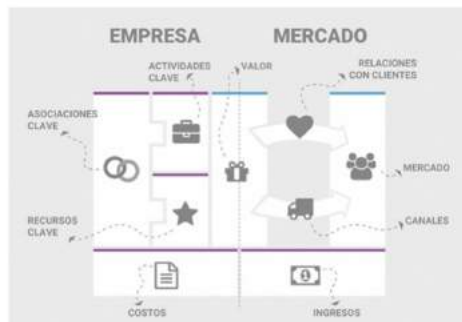 EMPRESA
MERCADO
ACTIVIDADES
CLAVE
VALOR
RELACIONES
CON CLIENTES
ASOCIACIONES
CLAVE
MERCADO
RECURSOS
CLAVE
CANALES
COSTOS
INGRESOS